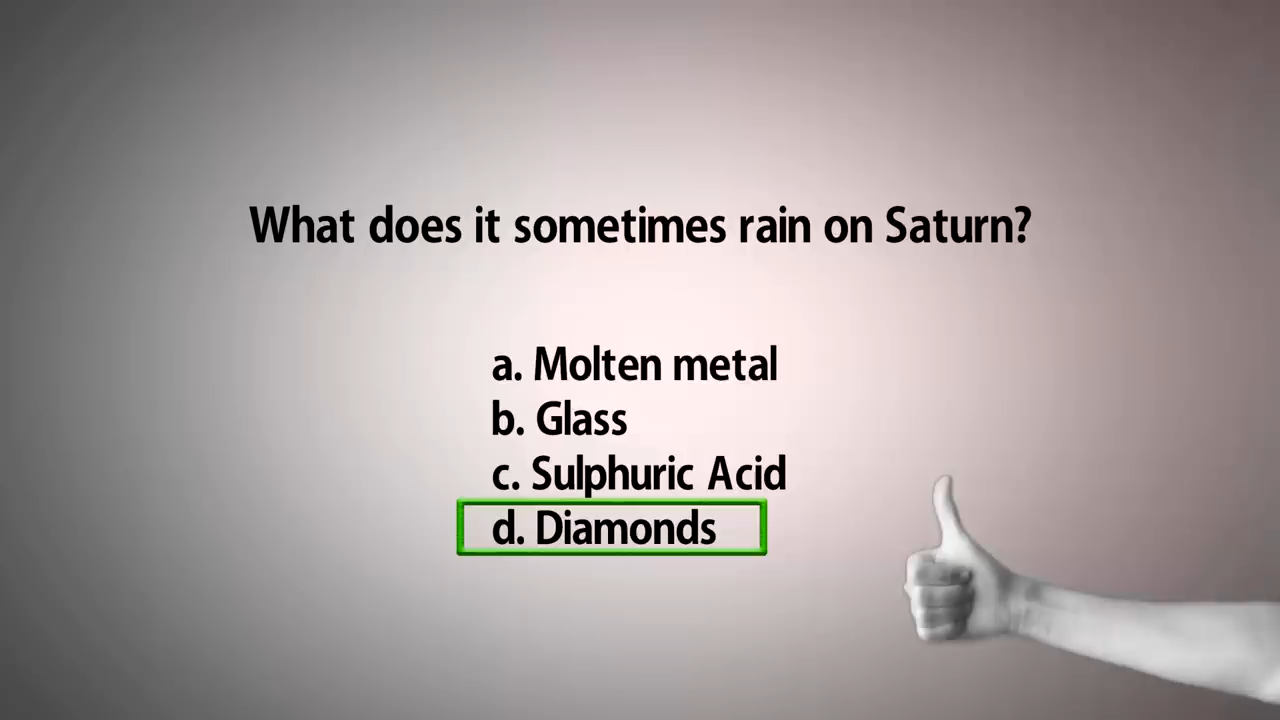 What does it sometimes rain on Saturn?
a. Molten metal
b. Glass
c. Sulphuric Acid
d. Diamonds